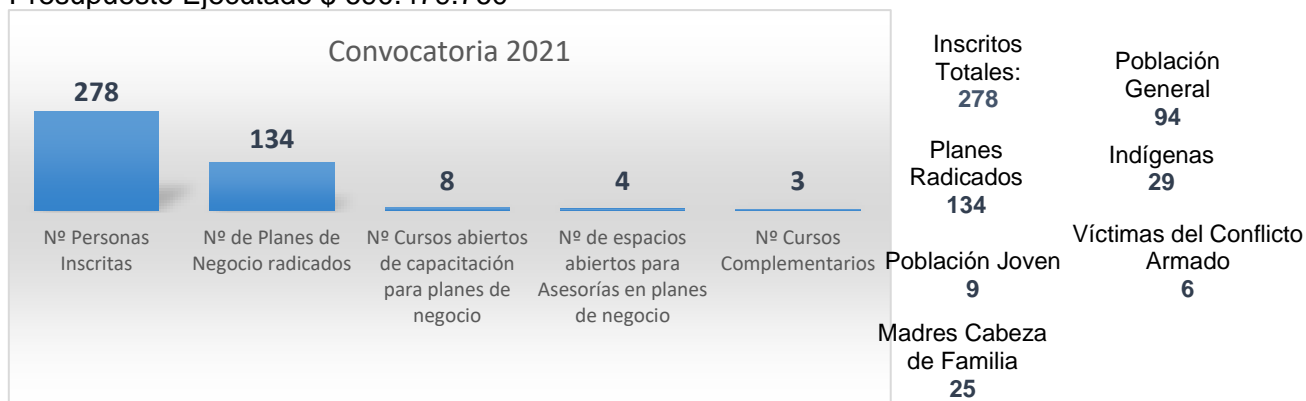 Convocatoria 2021
278
134
8
4
3
Nº Personas
Inscritas
Nº de Planes de
Negocio radicados
Nº Cursos abiertos
de capacitación
para planes de
negocio
Nº de espacios
abiertos para
Asesorías en planes
de negocio
Nº Cursos
Complementarios
Inscritos
Totales:
278
Población
General
94
Planes
Radicados
134
Indígenas
29
Población Joven
9
Víctimas del Conflicto
Armado
6
Madres Cabeza
de Familia
25